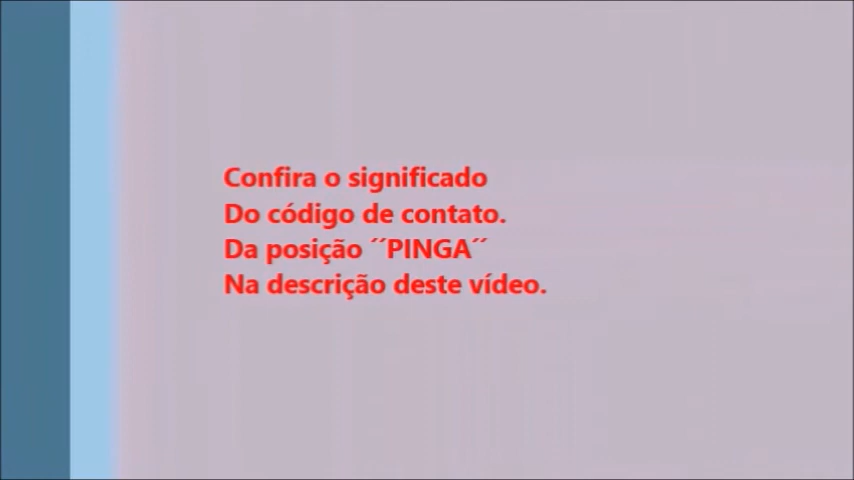 Confira o significado
Do código de contato.
Da posição ´´PINGA´´
Na descrição deste vídeo.